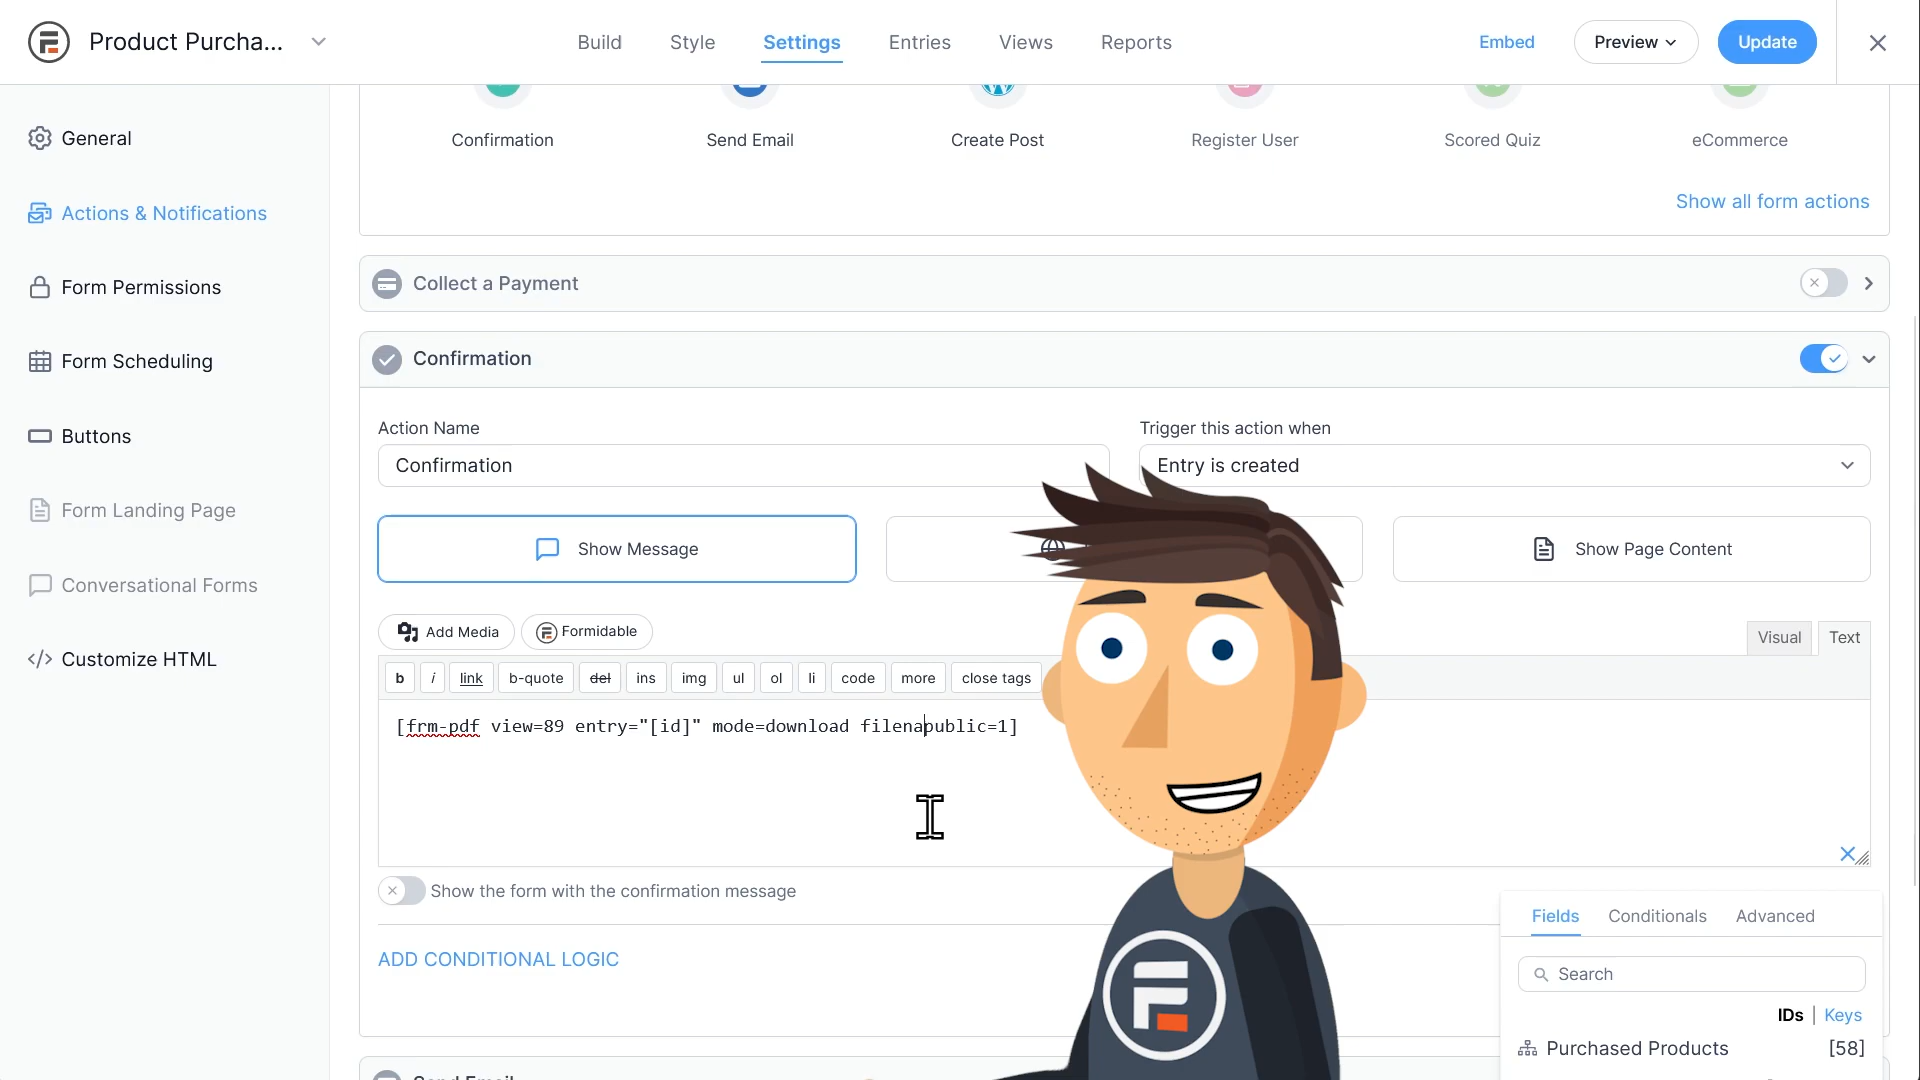 Product Purcha...
Build
Style
Settings
Entries
Views
Reports
Embed
Preview
Update
General
Actions & Notifications
Form Permissions
Form Scheduling
Buttons
Form Landing Page
Conversational Forms
Customize HTML
Confirmation
Send Email
Create Post
Register User
Scored Quiz
eCommerce
Show all form actions
Collect a Payment
Confirmation
Action Name
Trigger this action when
Confirmation
Entry is created
Show Message
Show Page Content
Add Media
Formidable
Visual
Text
b
i
link
b-quote
del
ins
img
ul
ol
li
code
more
close tags
[frm-pdf view=89 entry="[id]" mode=download filenapublic=1]
Show the form with the confirmation message
ADD CONDITIONAL LOGIC
Fields
Conditionals
Advanced
Search
IDs | Keys
Purchased Products
[58]